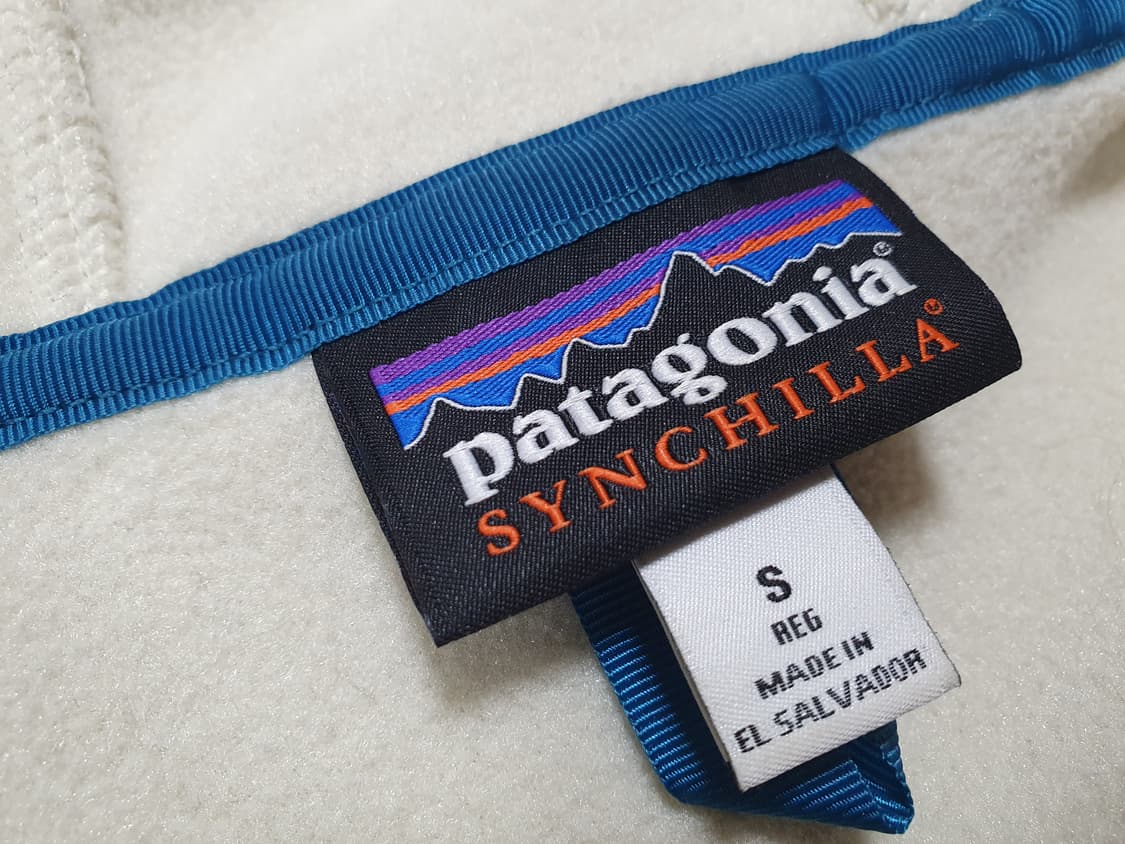 patagonia®
SYNCHILLA®
S
REG
MADE IN
EL SALVADOR